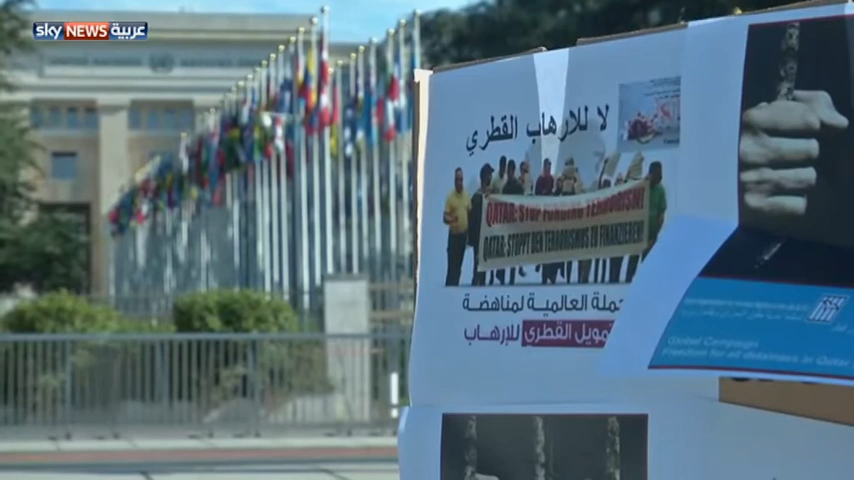 sky NEWS عربية
لا للارهاب القطري
QATAR: STOP FUNDING TERRORISM!
QATAR: STOPPT DEN TERRORISMUS ZU FINANZIEREN!
حملة العالمية لمناهضة
تمويل القطري للإرهاب
Global Campaign
Freedom for all detainees in Qatar